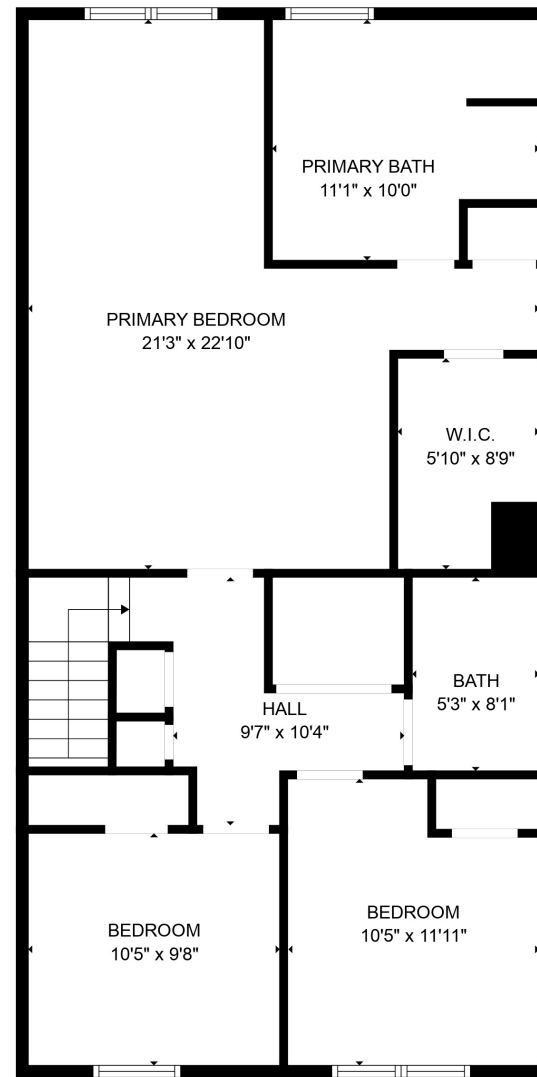 PRIMARY BATH
11'1" x 10'0"
PRIMARY BEDROOM
21'3" x 22'10"
W.I.C.
5'10" x 8'9"
BATH
5'3" x 8'1"
HALL
9'7" x 10'4"
BEDROOM
10'5" x 9'8"
BEDROOM
10'5" x 11'11"